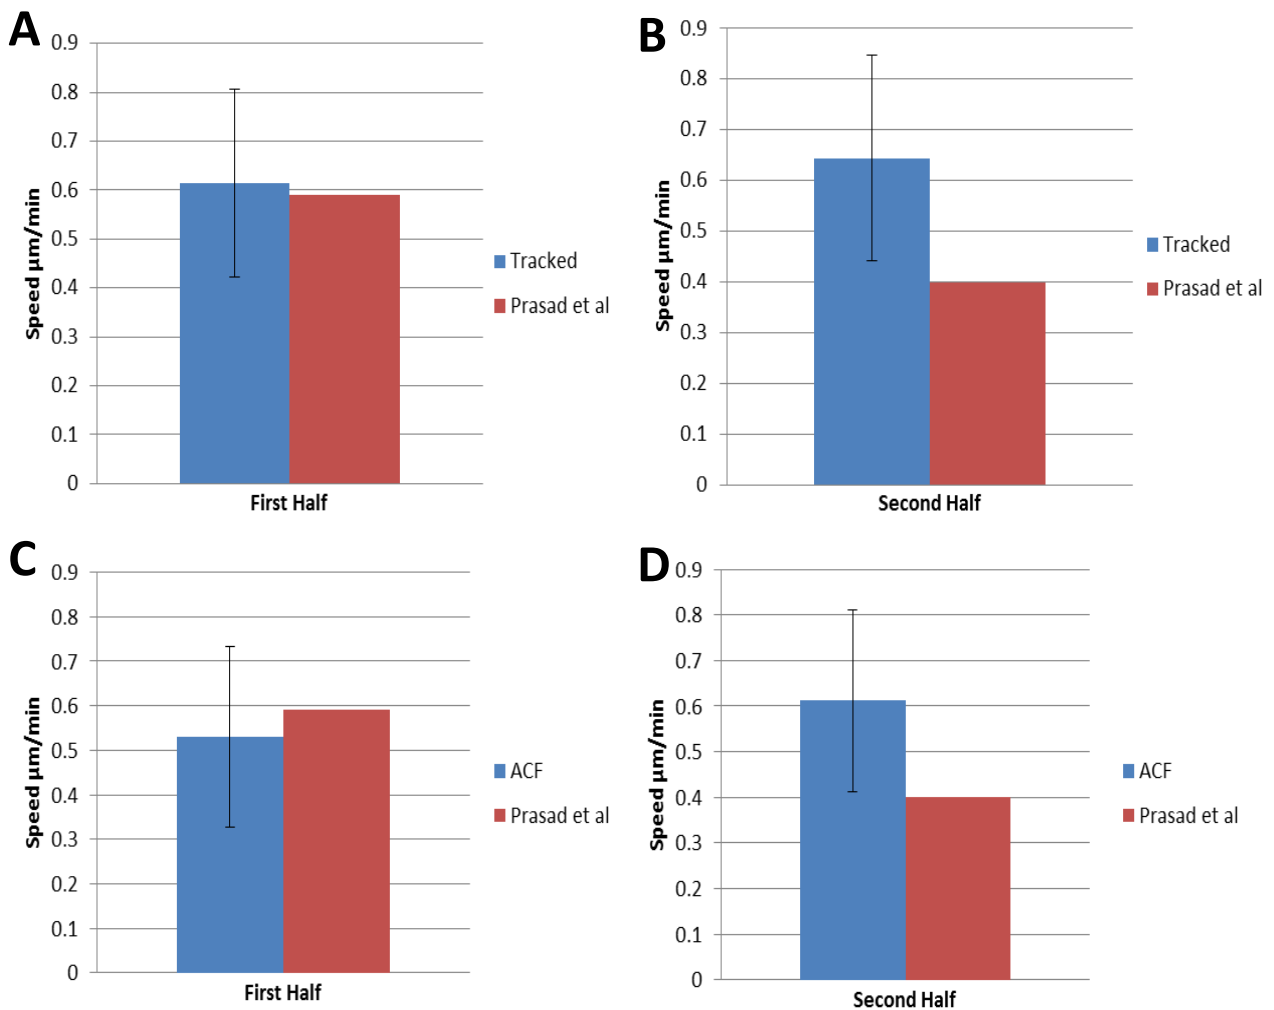 A
0.9
0.8
0.7
0.6
0.5
0.4
0.3
0.2
0.1
0
Speed µm/min
First Half
Tracked
Prasad et al
B
0.9
0.8
0.7
0.6
0.5
0.4
0.3
0.2
0.1
0
Speed µm/min
Second Half
Tracked
Prasad et al
C
0.9
0.8
0.7
0.6
0.5
0.4
0.3
0.2
0.1
0
Speed µm/min
First Half
ACF
Prasad et al
D
0.9
0.8
0.7
0.6
0.5
0.4
0.3
0.2
0.1
0
Speed µm/min
Second Half
ACF
Prasad et al